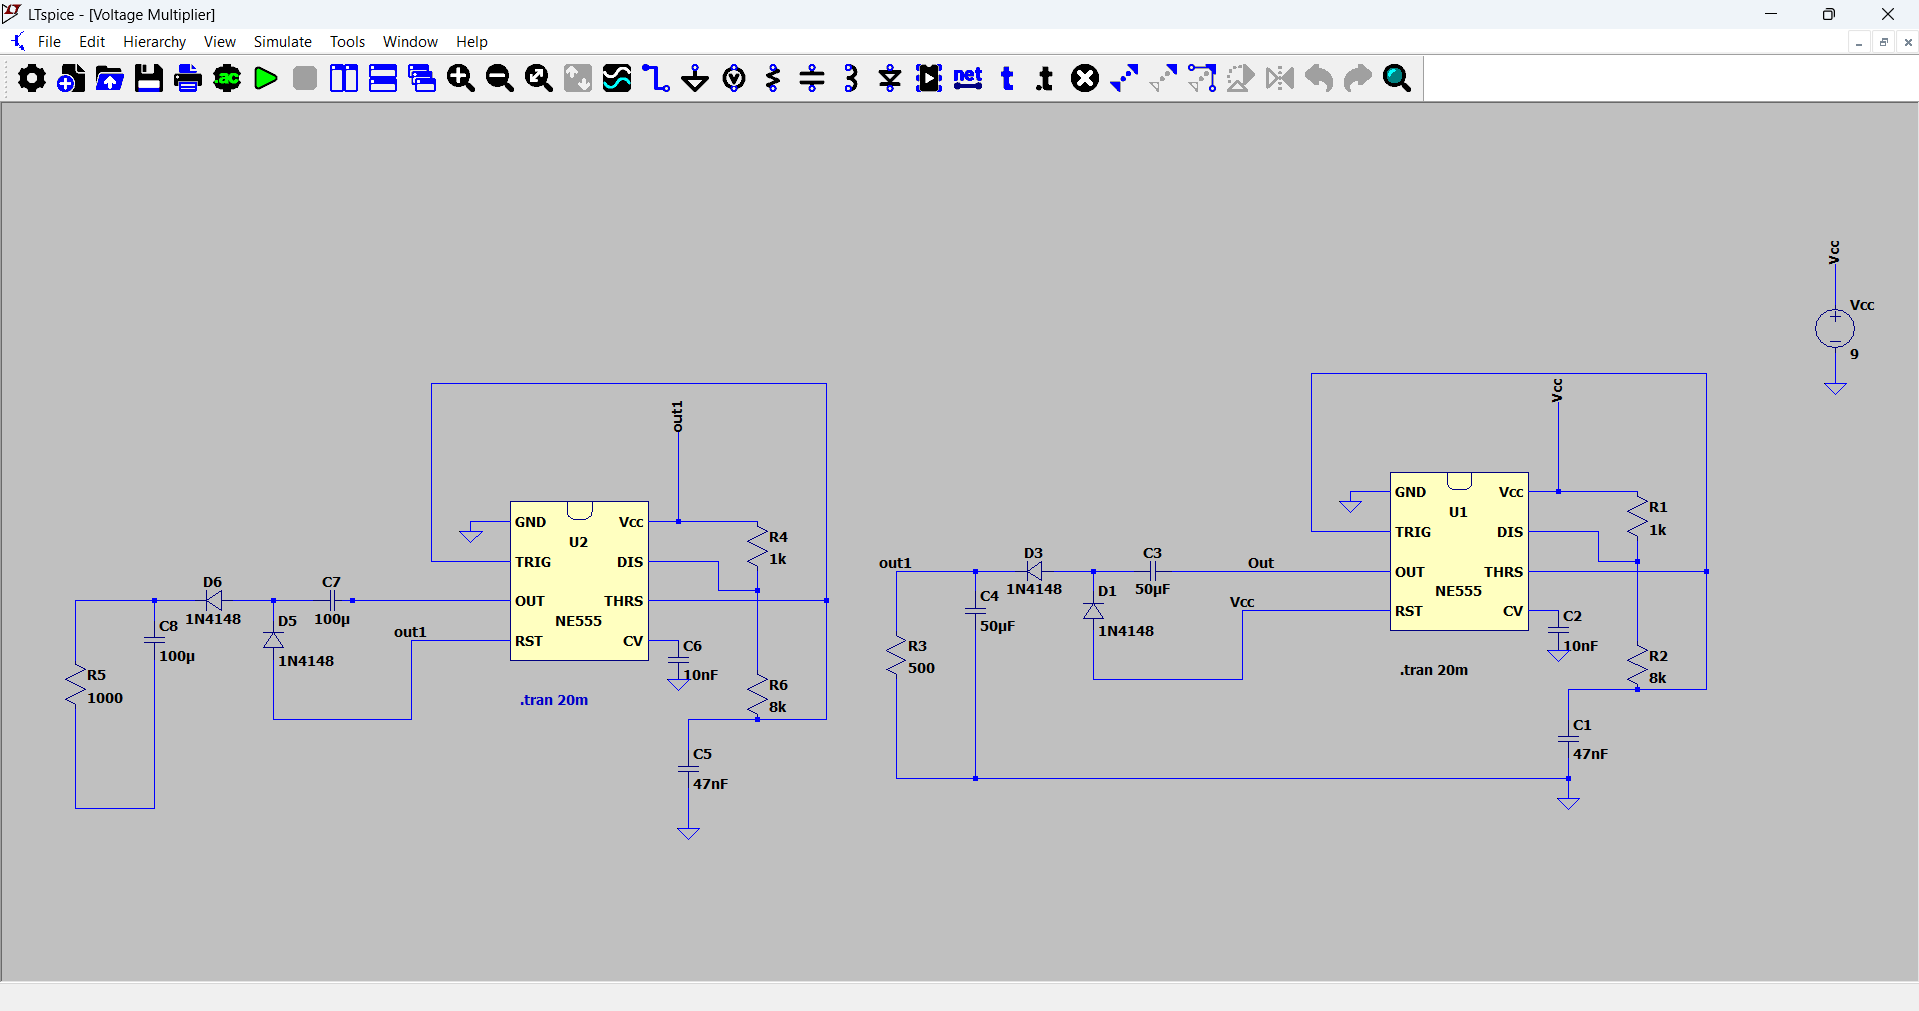 LTspice - [Voltage Multiplier]
File Edit Hierarchy View Simulate Tools Window Help
.ac
net
t
.t
Vcc
Vcc
9
out1
GND
Vcc
U2
TRIG
DIS
OUT
THRS
NE555
RST
CV
R4
1k
D6
1N4148
C7
100µ
C8
100µ
D5
1N4148
out1
R5
1000
C6
10nF
R6
8k
.tran 20m
C5
47nF
Vcc
GND
Vcc
U1
TRIG
DIS
OUT
THRS
NE555
RST
CV
R1
1k
out1
D3
1N4148
C3
50µF
Out
C4
50µF
D1
1N4148
Vcc
R3
500
C2
10nF
R2
8k
.tran 20m
C1
47nF